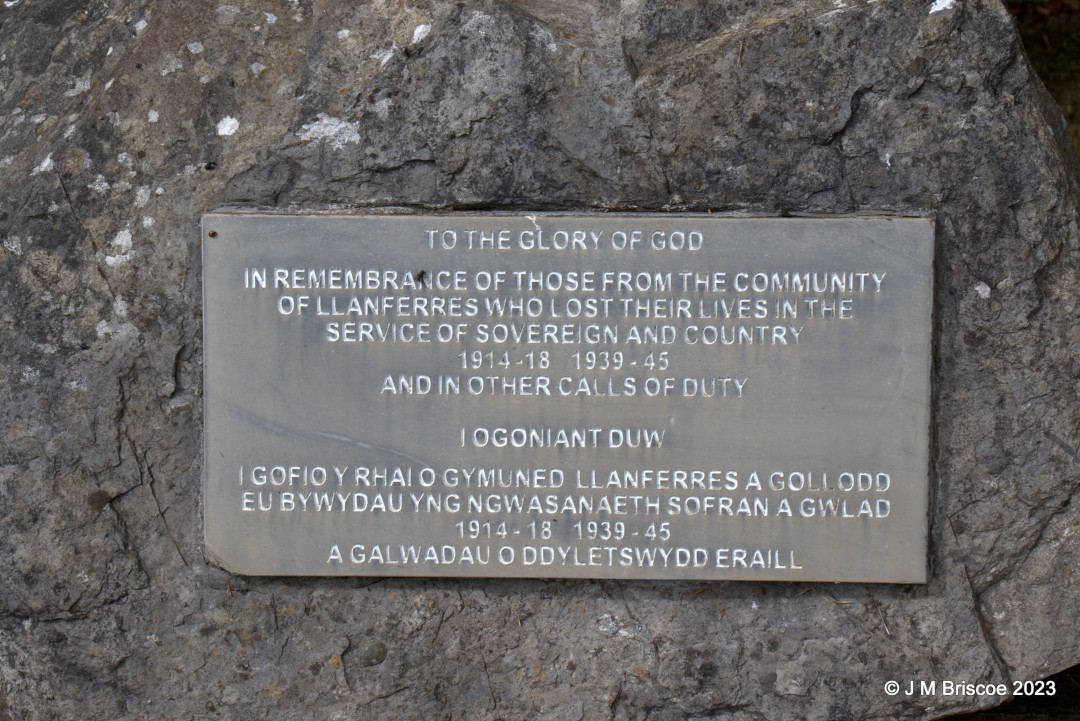 TO THE GLORY OF GOD
IN REMEMBRANCE OF THOSE FROM THE COMMUNITY
OF LLANFERRES WHO LOST THEIR LIVES IN THE
SERVICE OF SOVEREIGN AND COUNTRY
1914-18 1939-45
AND IN OTHER CALLS OF DUTY
I OGONIANT DUW
I GOFIO Y RHAI O GYMUNED LLANFERRES A GOLLODD
EU BYWYDAU YNG NGWASANAETH SOFRAN A GWLAD
1914-18 1939-45
A GALWADAU O DDYLETSWYDD ERAILL
© J M Briscoe 2023